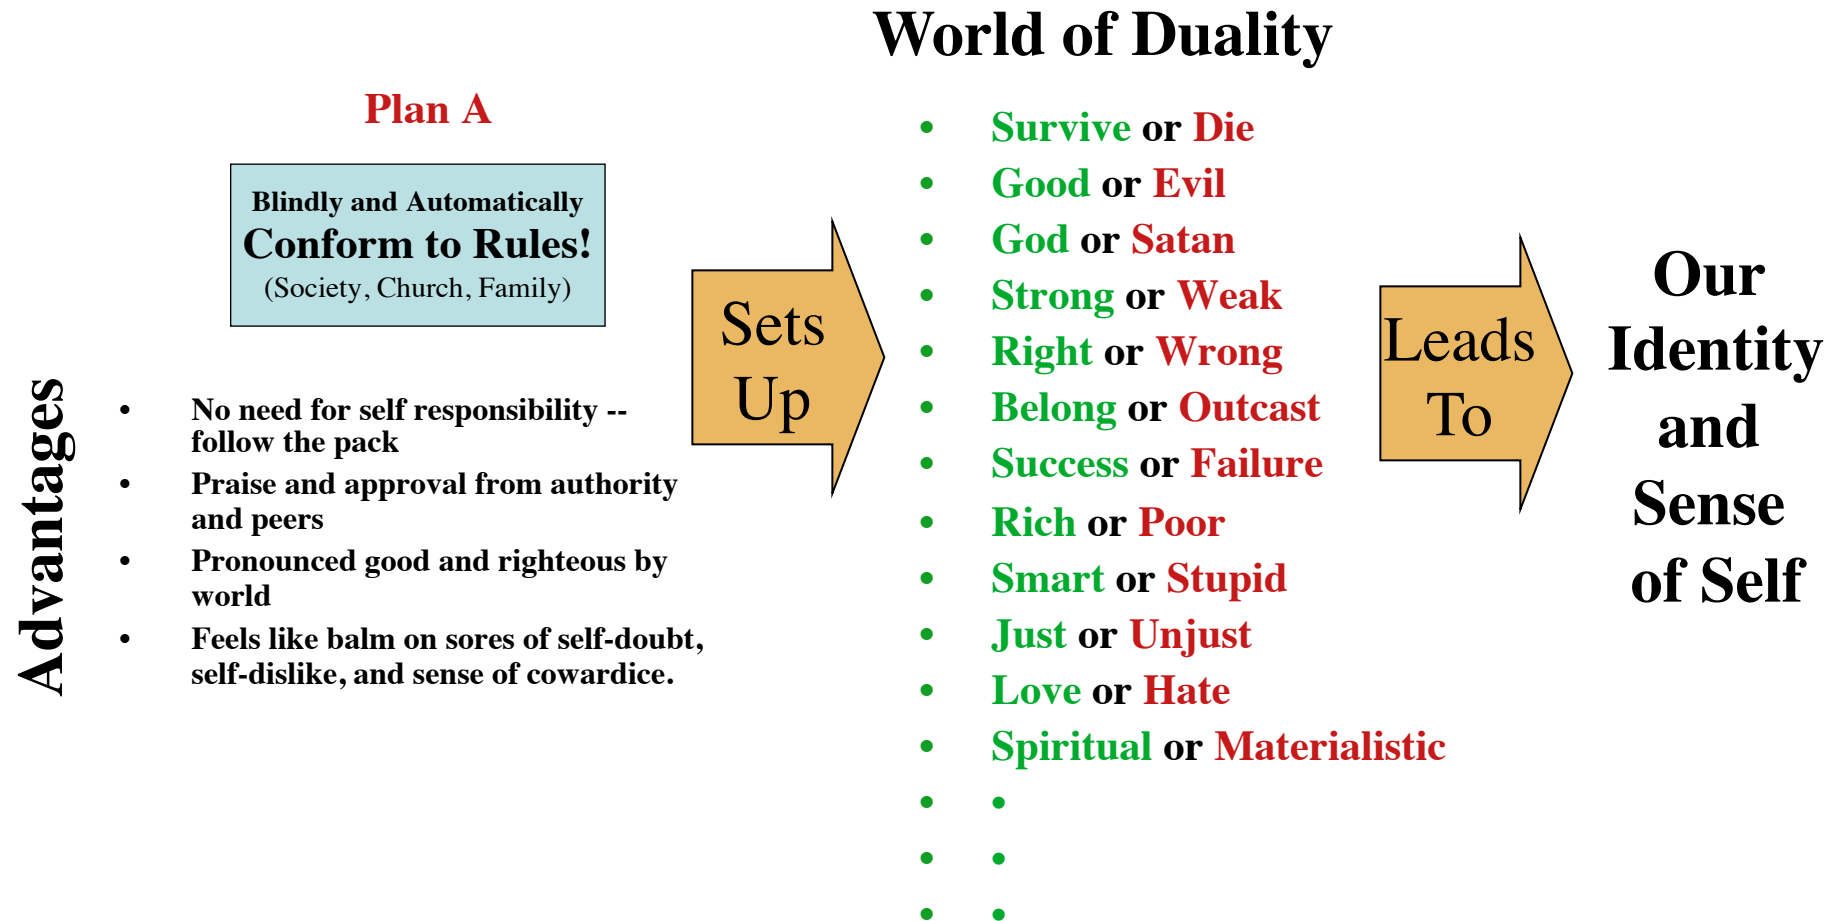 World of Duality
Plan A
Blindly and Automatically
Conform to Rules!
(Society, Church, Family)
Advantages
• No need for self responsibility --
follow the pack
• Praise and approval from authority
and peers
• Pronounced good and righteous by
world
• Feels like balm on sores of self-doubt,
self-dislike, and sense of cowardice.
Sets
Up
• Survive or Die
• Good or Evil
• God or Satan
• Strong or Weak
• Right or Wrong
• Belong or Outcast
• Success or Failure
• Rich or Poor
• Smart or Stupid
• Just or Unjust
• Love or Hate
• Spiritual or Materialistic
• •
• •
• •
Leads
To
Our
Identity
and
Sense
of Self